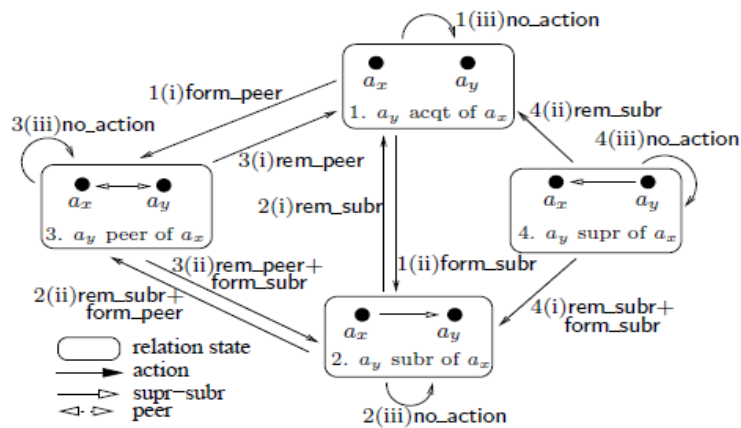 1(iii)no_action
a_x a_y
1. a_y acqt of a_x
1(i)form_peer
4(ii)rem_subr
3(iii)no_action
4(iii)no_action
3(i)rem_peer
a_x a_y
3. a_y peer of a_x
2(i)rem_subr
a_x a_y
4. a_y supr of a_x
3(ii)rem_peer+
form_subr
1(ii)form_subr
2(ii)rem_subr+
form_peer
4(i)rem_subr+
form_subr
a_x a_y
2. a_y subr of a_x
relation state
action
supr-subr
peer
2(iii)no_action